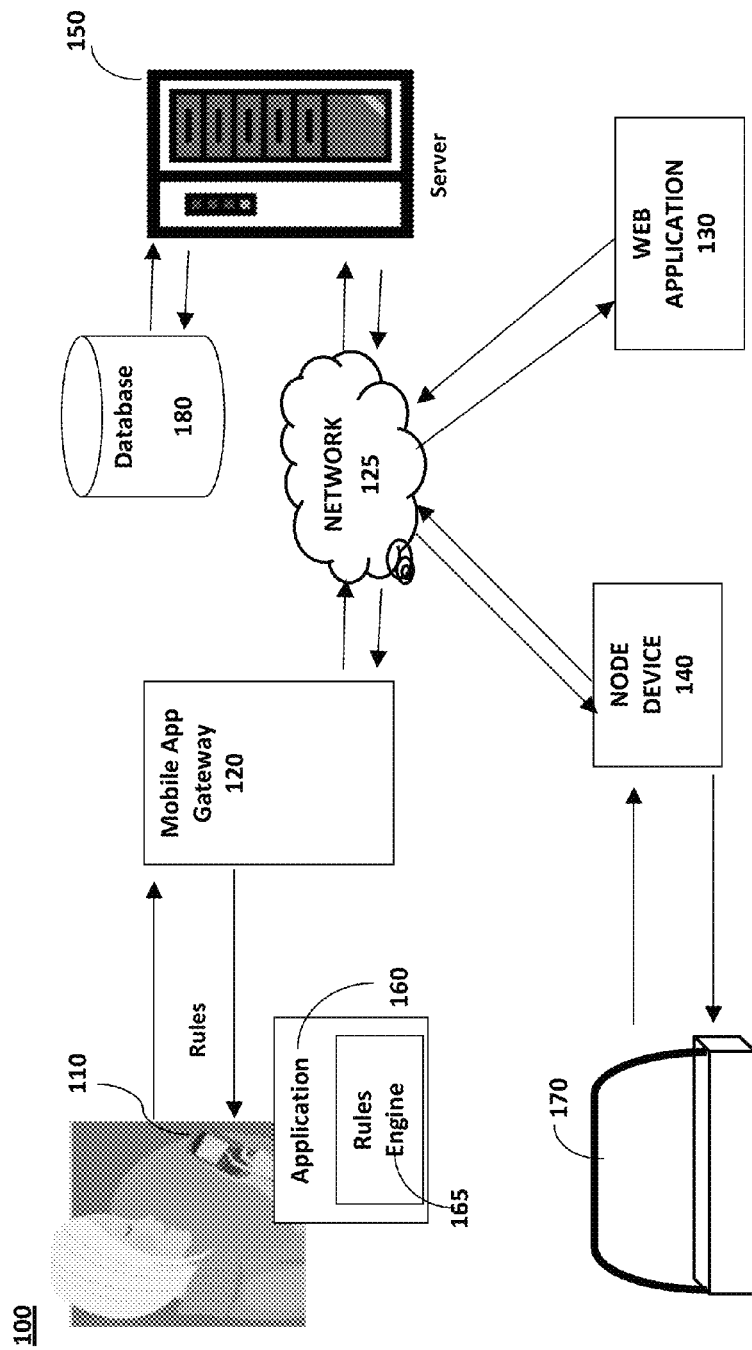 100
110
Rules
Application
160
Rules
Engine
165
Mobile App
Gateway
120
Database
180
150
Server
NETWORK
125
170
NODE
DEVICE
140
WEB
APPLICATION
130